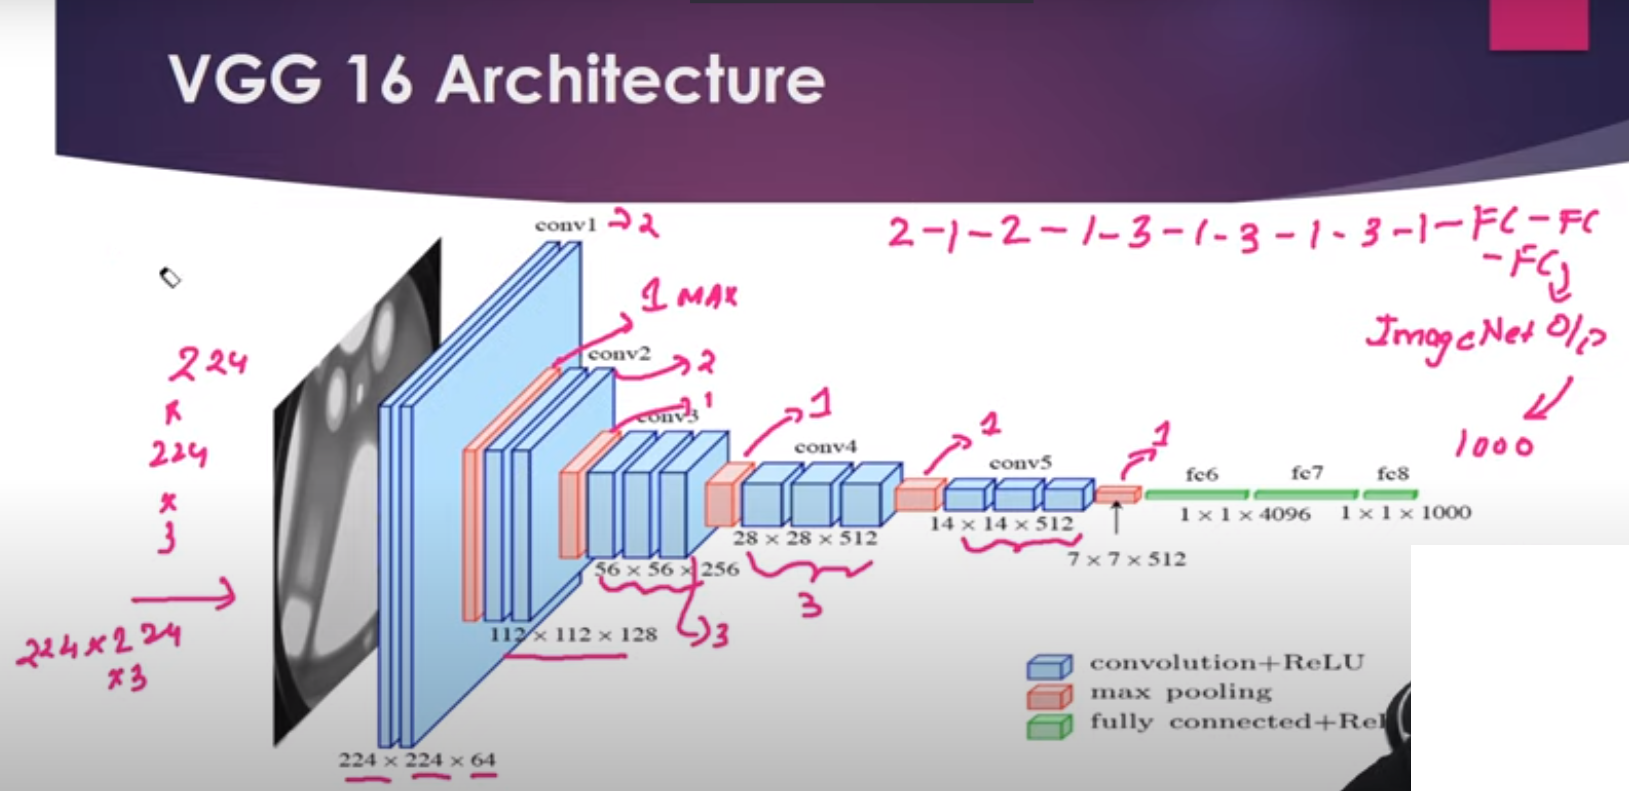 VGG 16 Architecture
conv1 → 2
2-1-2-1-3-1-3-1-3-1-FC-FC
-FC
ImageNet O/p
1000
1 MAX
conv2 → 2
conv3 1
224
x
224
x
3
224x224
x3
1
conv4
1
conv5
1
fc6
fc7
fc8
1 × 1 × 4096
1 × 1 × 1000
14 × 14 × 512
28 × 28 × 512
7 × 7 × 512
56 × 56 × 256
3
3
112 × 112 × 128
224 × 224 × 64
convolution+ReLU
max pooling
fully connected+Rel